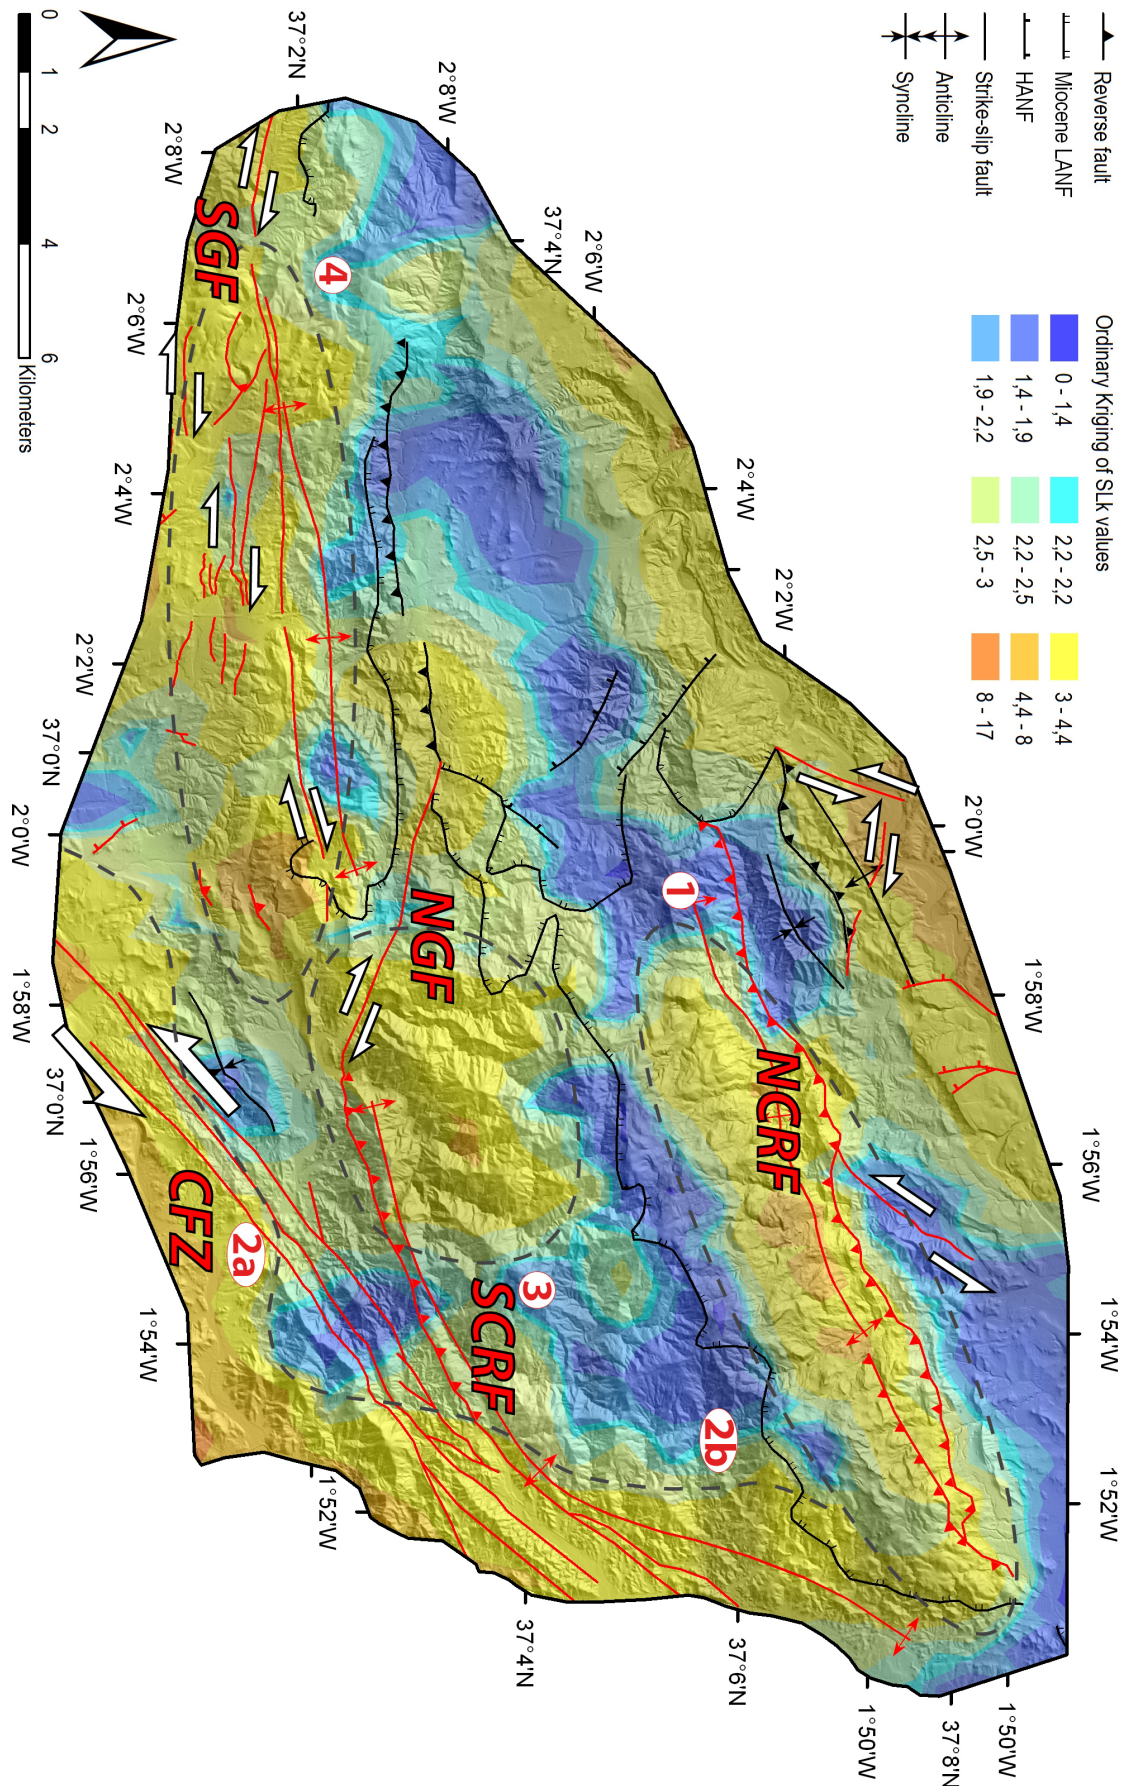 Reverse fault
Miocene LANF
HANF
Strike-slip fault
Anticline
Syncline
Ordinary Kriging of SLk values
0 - 1,4
1,4 - 1,9
1,9 - 2,2
2,2 - 2,2
2,2 - 2,5
2,5 - 3
3 - 4,4
4,4 - 8
8 - 17
0 1 2 4 6
Kilometers
37°2'N
2°8'W
37°4'N
2°6'W
2°4'W
2°2'W
2°0'W
1°58'W
1°56'W
1°54'W
1°52'W
1°50'W
37°8'N
1°50'W
37°6'N
37°4'N
1°52'W
1°54'W
1°56'W
37°0'N
1°58'W
2°0'W
37°0'N
2°2'W
2°4'W
2°6'W
2°8'W
SGF
NGF
NCRF
SCRF
CFZ
1
2a
2b
3
4